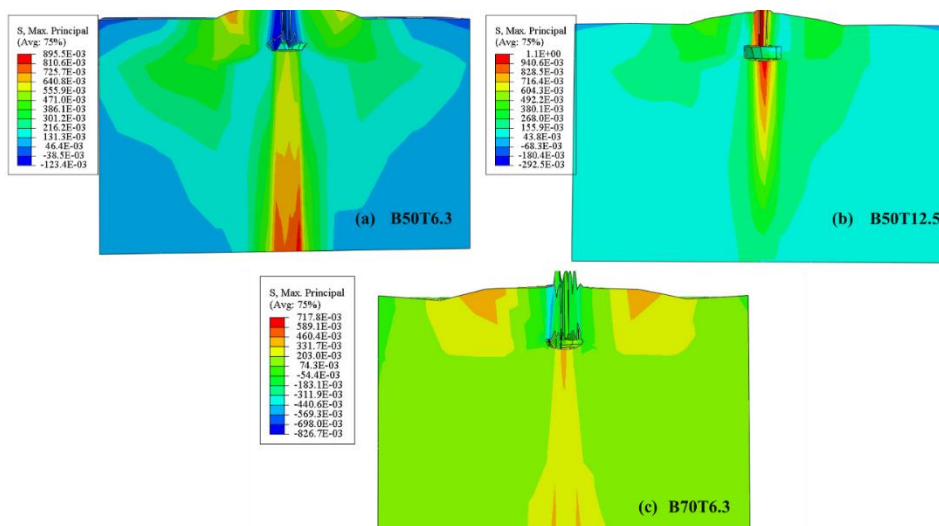 S, Max. Principal
(Avg: 75%)
895.5E-03
810.6E-03
725.7E-03
640.8E-03
555.9E-03
471.0E-03
386.1E-03
301.2E-03
216.2E-03
131.3E-03
46.4E-03
-38.5E-03
-123.4E-03
(a) B50T6.3
S, Max. Principal
(Avg: 75%)
1.1E+00
940.6E-03
828.5E-03
716.4E-03
604.3E-03
492.2E-03
380.1E-03
268.0E-03
155.9E-03
43.8E-03
-68.3E-03
-180.4E-03
-292.5E-03
(b) B50T12.5
S, Max. Principal
(Avg: 75%)
717.8E-03
589.1E-03
460.4E-03
331.7E-03
203.0E-03
74.3E-03
-54.4E-03
-183.1E-03
-311.9E-03
-440.6E-03
-569.3E-03
-698.0E-03
-826.7E-03
(c) B70T6.3